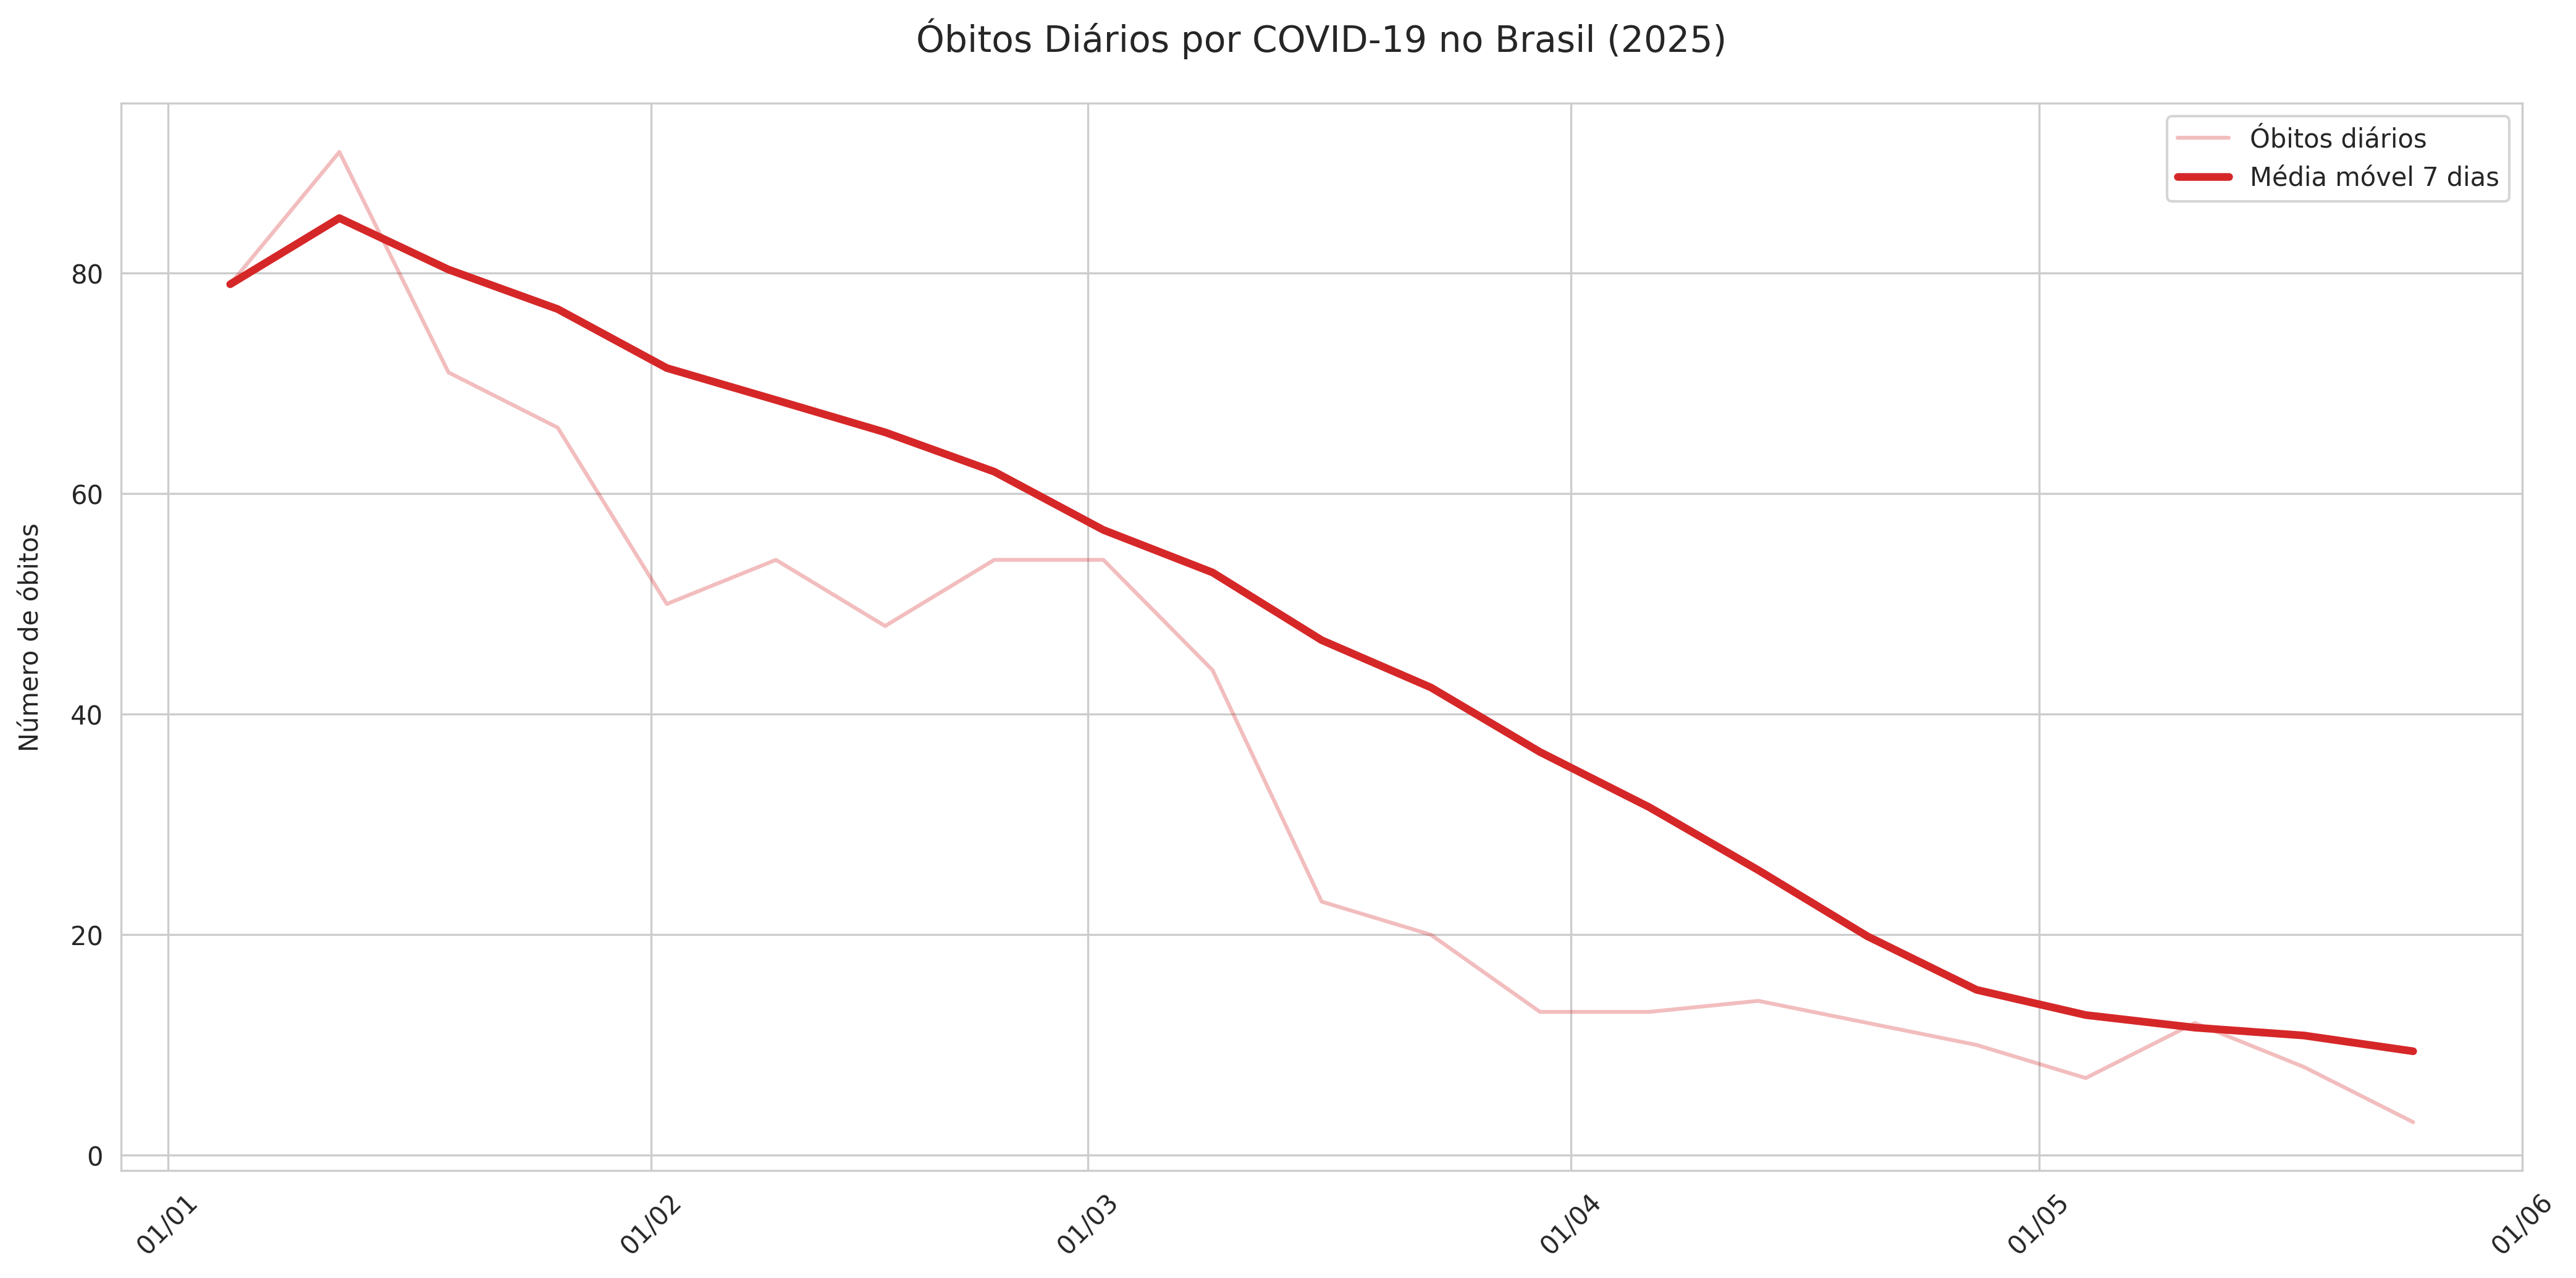 Óbitos Diários por COVID-19 no Brasil (2025)
Óbitos diários
Média móvel 7 dias
Número de óbitos
80
60
40
20
0
01/01
01/02
01/03
01/04
01/05
01/06